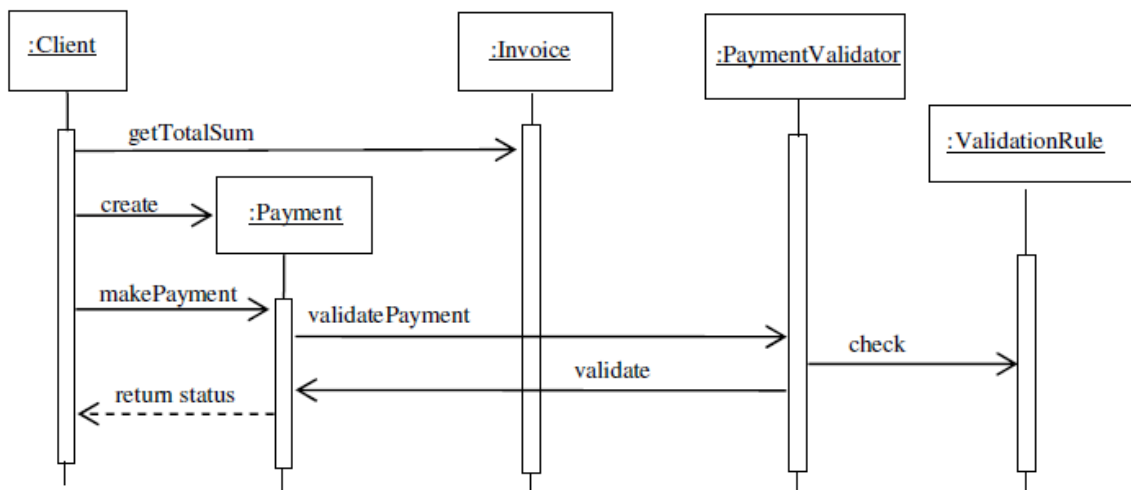 :Client
:Invoice
:PaymentValidator
getTotalSum
:ValidationRule
create
:Payment
makePayment
validatePayment
check
validate
return status